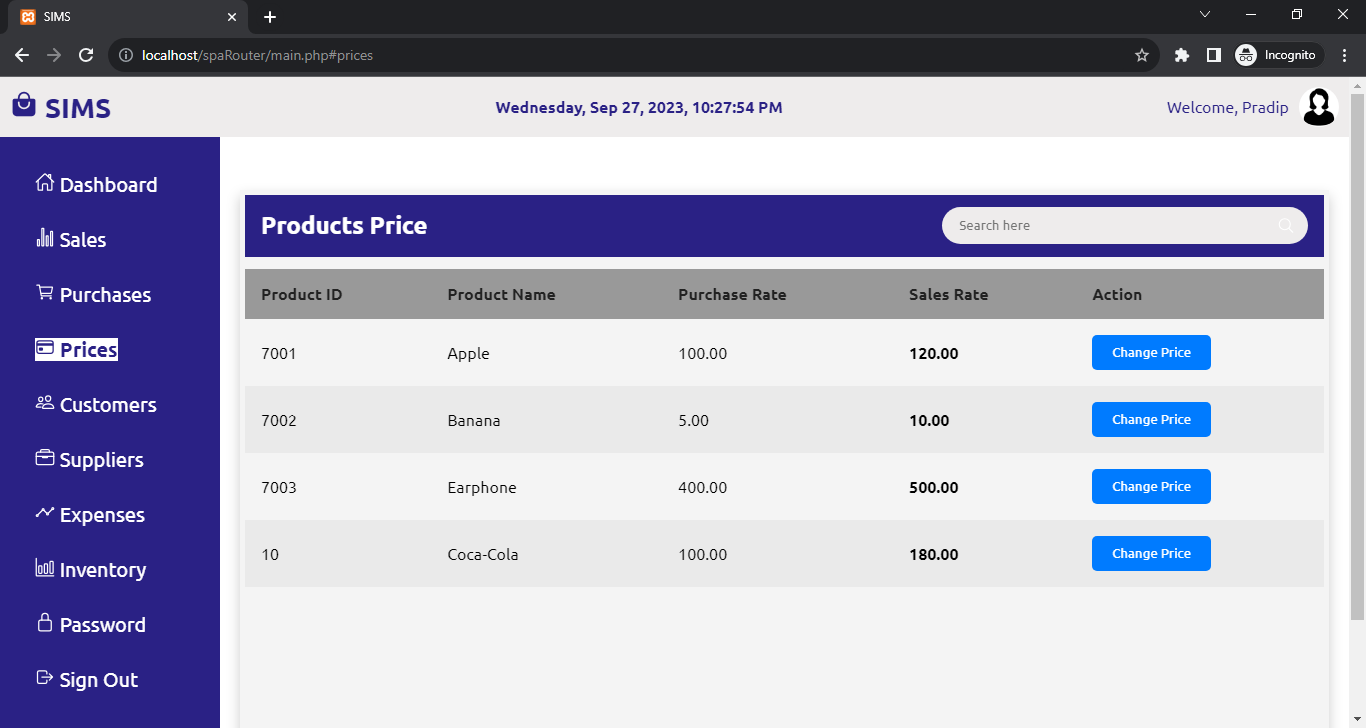 SIMS
localhost/spaRouter/main.php#prices
Incognito
SIMS
Wednesday, Sep 27, 2023, 10:27:54 PM
Welcome, Pradip
Dashboard
Sales
Purchases
Prices
Customers
Suppliers
Expenses
Inventory
Password
Sign Out
Products Price
Search here
Product ID Product Name Purchase Rate Sales Rate Action
7001 Apple 100.00 120.00 Change Price
7002 Banana 5.00 10.00 Change Price
7003 Earphone 400.00 500.00 Change Price
10 Coca-Cola 100.00 180.00 Change Price